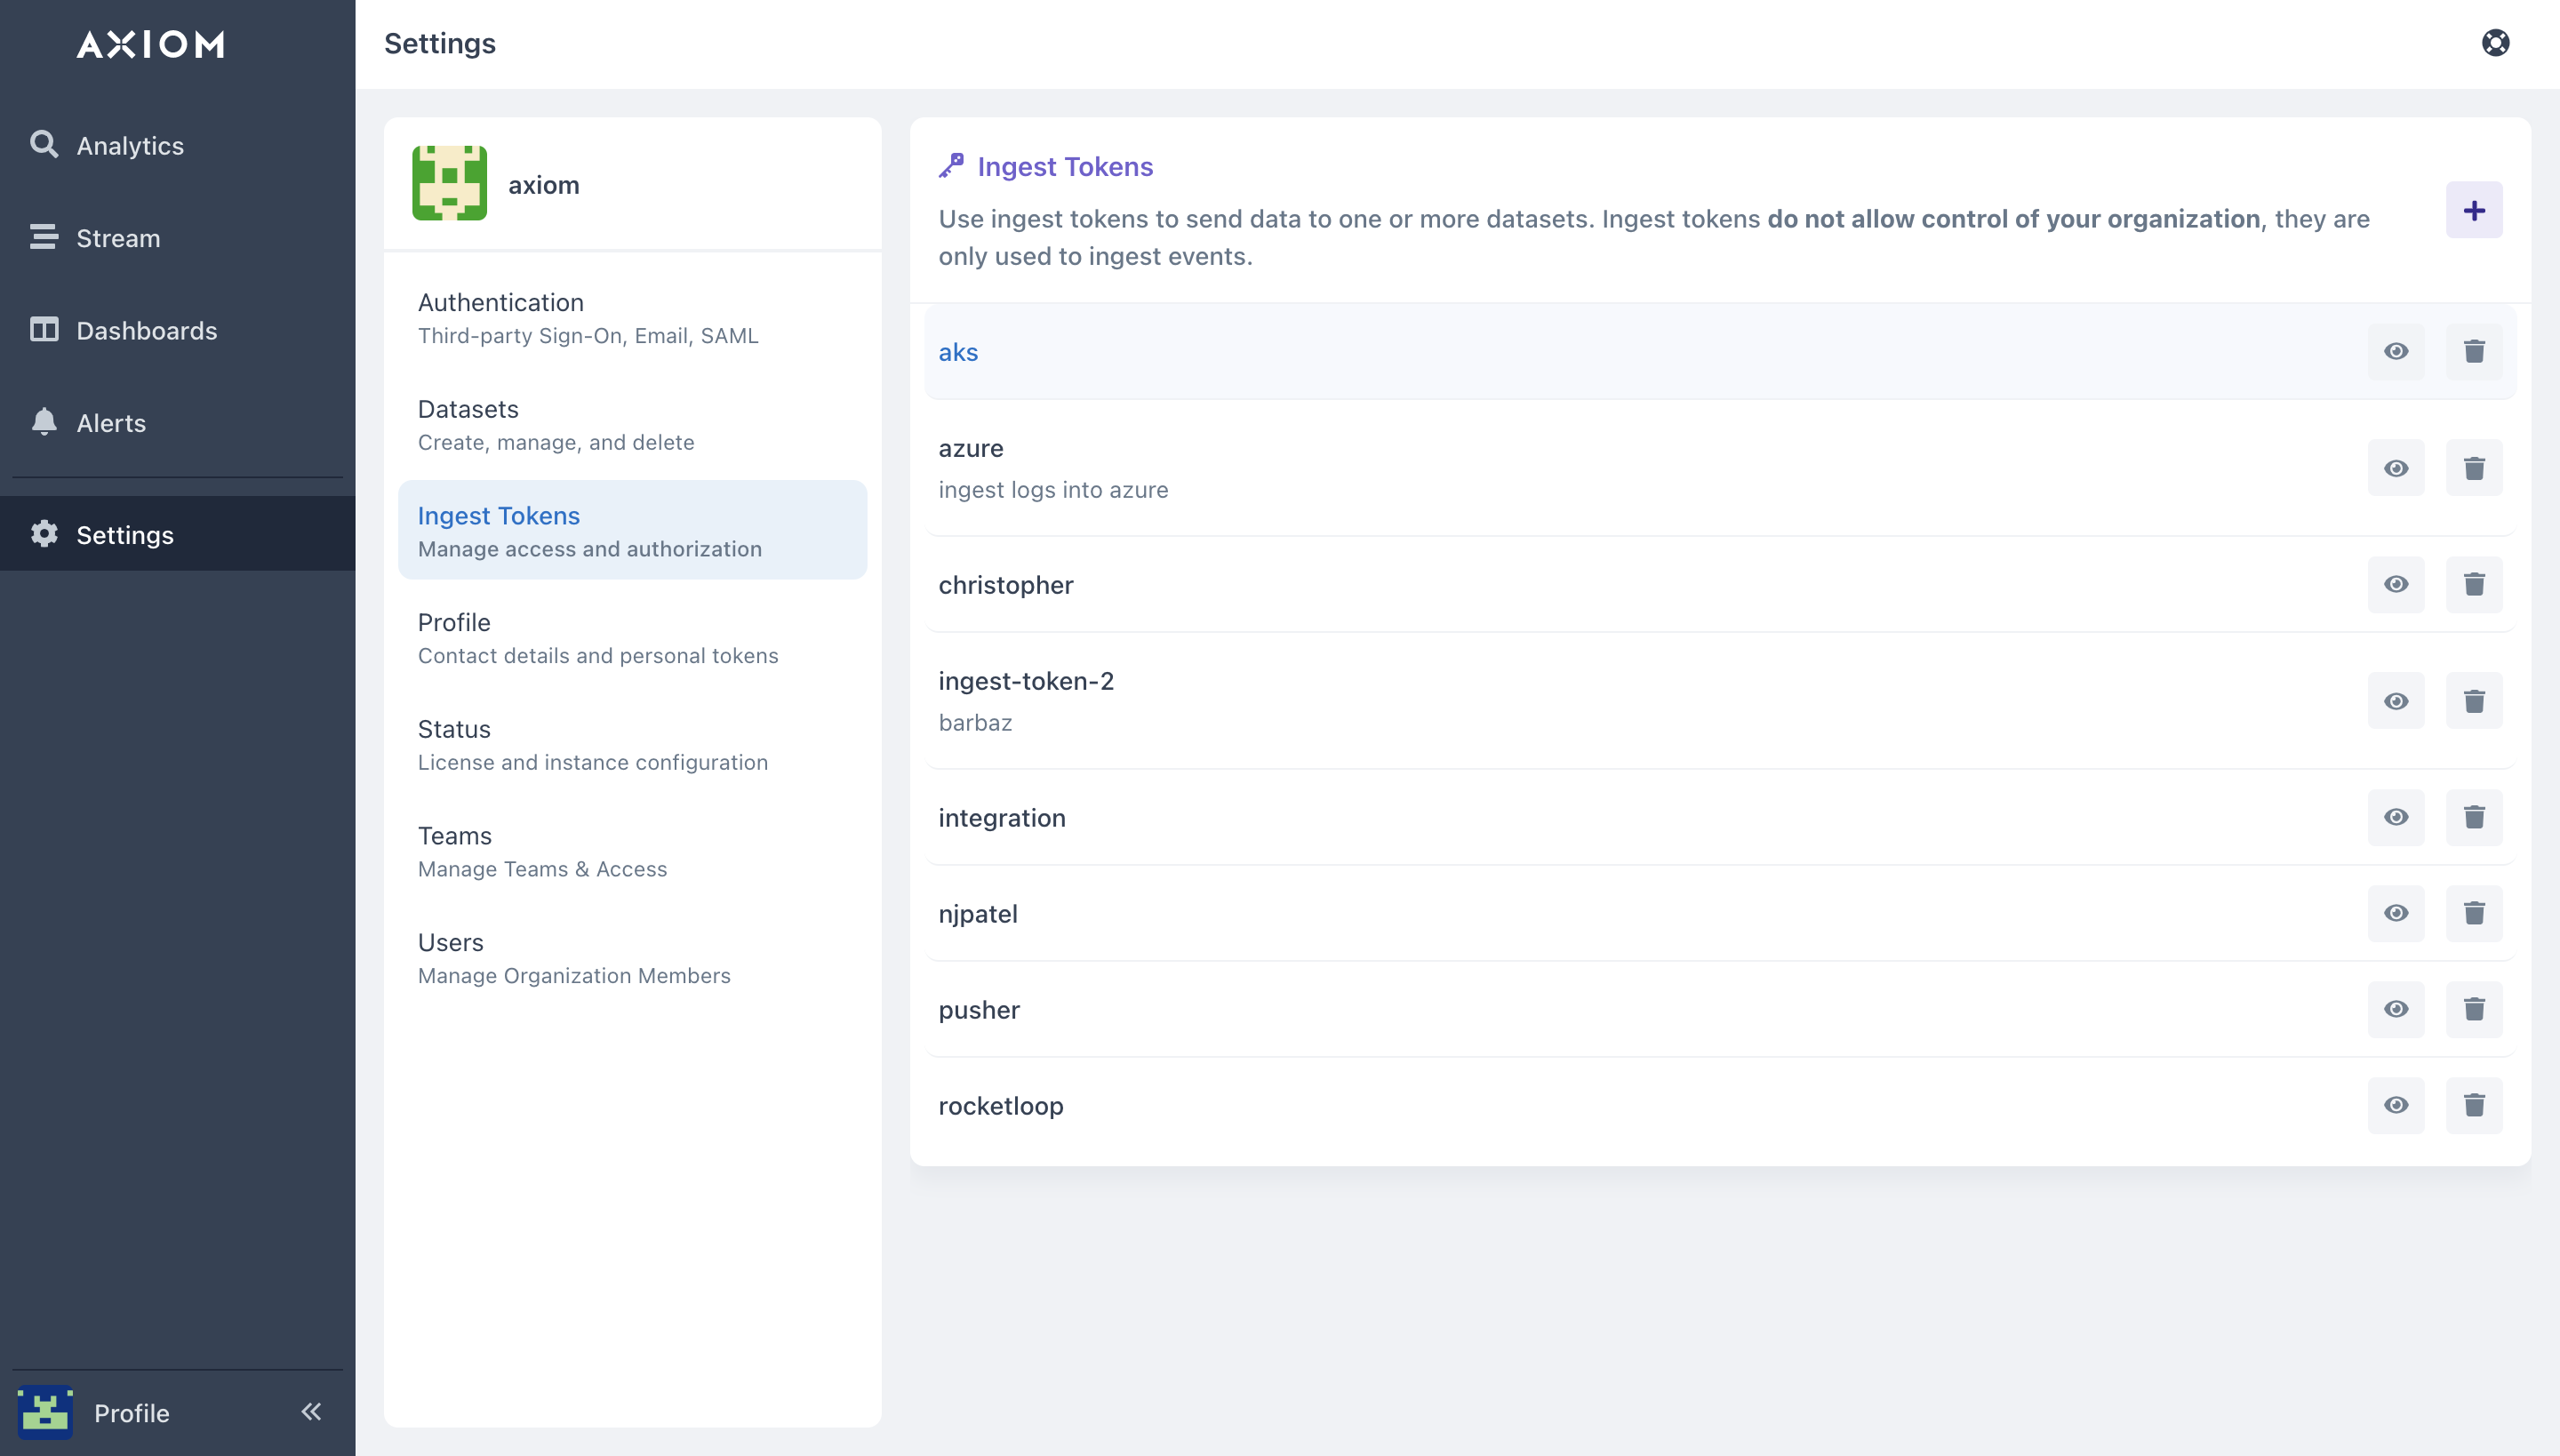 AXIOM
Analytics
Stream
Dashboards
Alerts
Settings
Profile
Settings
axiom
Authentication
Third-party Sign-On, Email, SAML
Datasets
Create, manage, and delete
Ingest Tokens
Manage access and authorization
Profile
Contact details and personal tokens
Status
License and instance configuration
Teams
Manage Teams & Access
Users
Manage Organization Members
Ingest Tokens
Use ingest tokens to send data to one or more datasets. Ingest tokens do not allow control of your organization, they are
only used to ingest events.
aks
azure
ingest logs into azure
christopher
ingest-token-2
barbaz
integration
njpatel
pusher
rocketloop